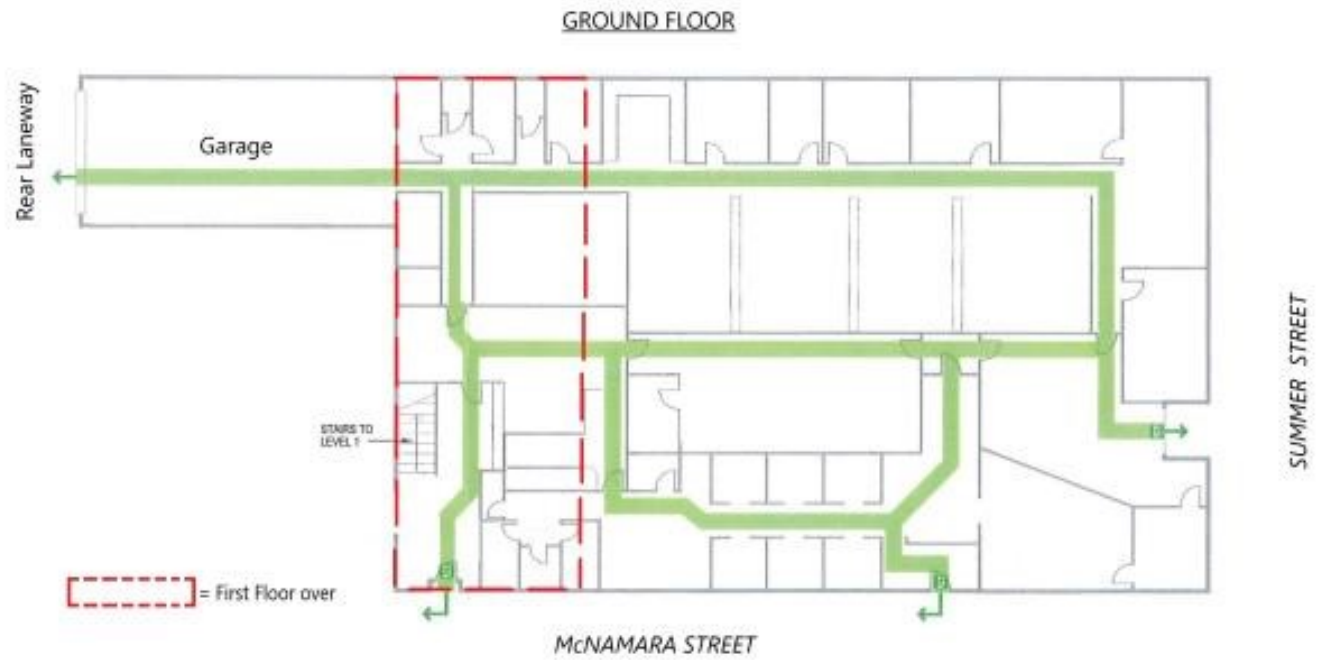 GROUND FLOOR
Rear Laneway
Garage
STAIRS TO
LEVEL 1
SUMMER STREET
= First Floor over
McNAMARA STREET